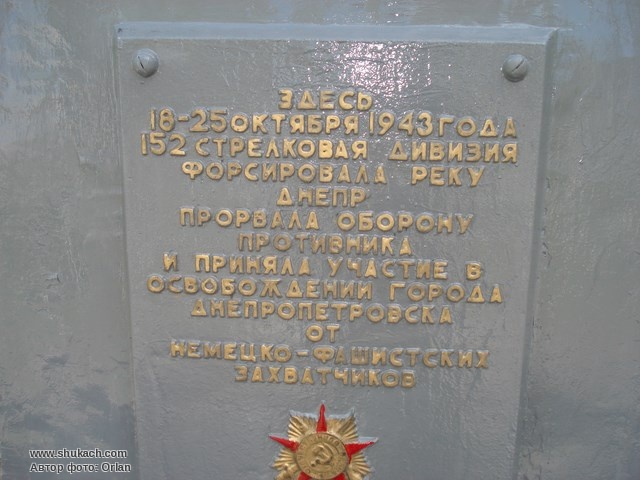 ЗДЕСЬ
18-25 ОКТЯБРЯ 1943 ГОДА
152 СТРЕЛКОВАЯ ДИВИЗИЯ
ФОРСИРОВАЛА РЕКУ
ДНЕПР
ПРОРВАЛА ОБОРОНУ
ПРОТИВНИКА
И ПРИНЯЛА УЧАСТИЕ В
ОСВОБОЖДЕНИИ ГОРОДА
ДНЕПРОПЕТРОВСКА
ОТ
НЕМЕЦКО-ФАШИСТСКИХ
ЗАХВАТЧИКОВ
www.shukach.com
Автор фото: Orlan